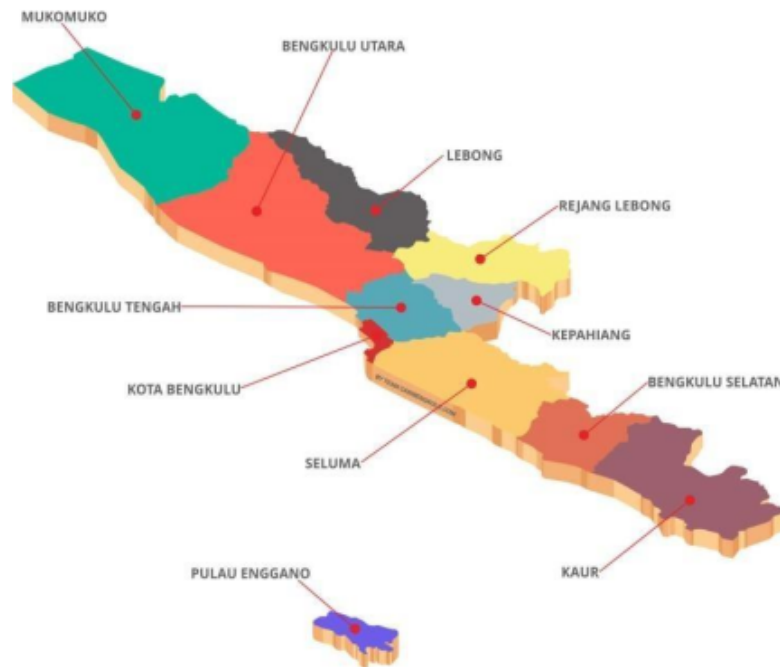 MUKOMUKO
BENGKULU UTARA
LEBONG
REJANG LEBONG
BENGKULU TENGAH
KEPAHIANG
KOTA BENGKULU
BENGKULU SELATAN
SELUMA
PULAU ENGGANO
KAUR